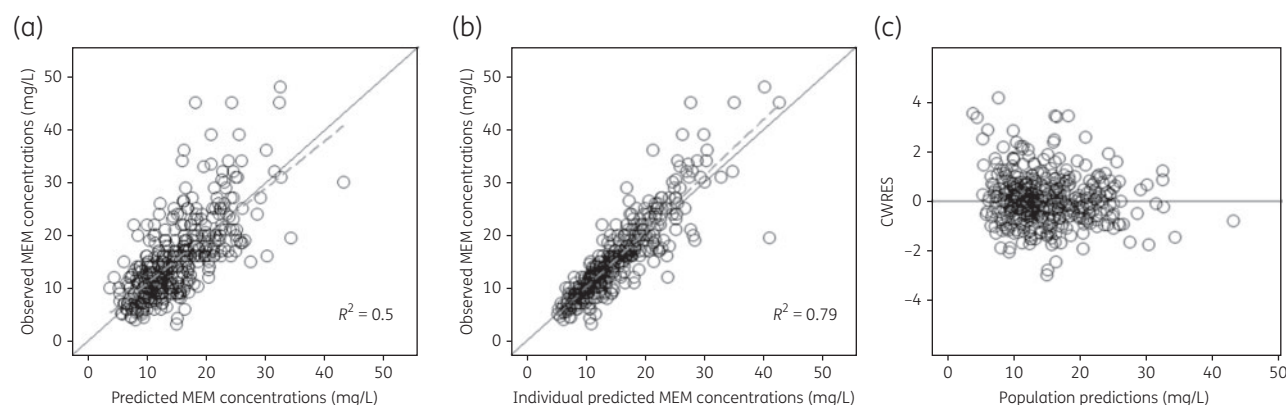 (a)
Observed MEM concentrations (mg/L)
50
40
30
20
10
0
R² = 0.5
0 10 20 30 40 50
Predicted MEM concentrations (mg/L)
(b)
Observed MEM concentrations (mg/L)
50
40
30
20
10
0
R² = 0.79
0 10 20 30 40 50
Individual predicted MEM concentrations (mg/L)
(c)
CWRES
4
2
0
−2
−4
0 10 20 30 40 50
Population predictions (mg/L)